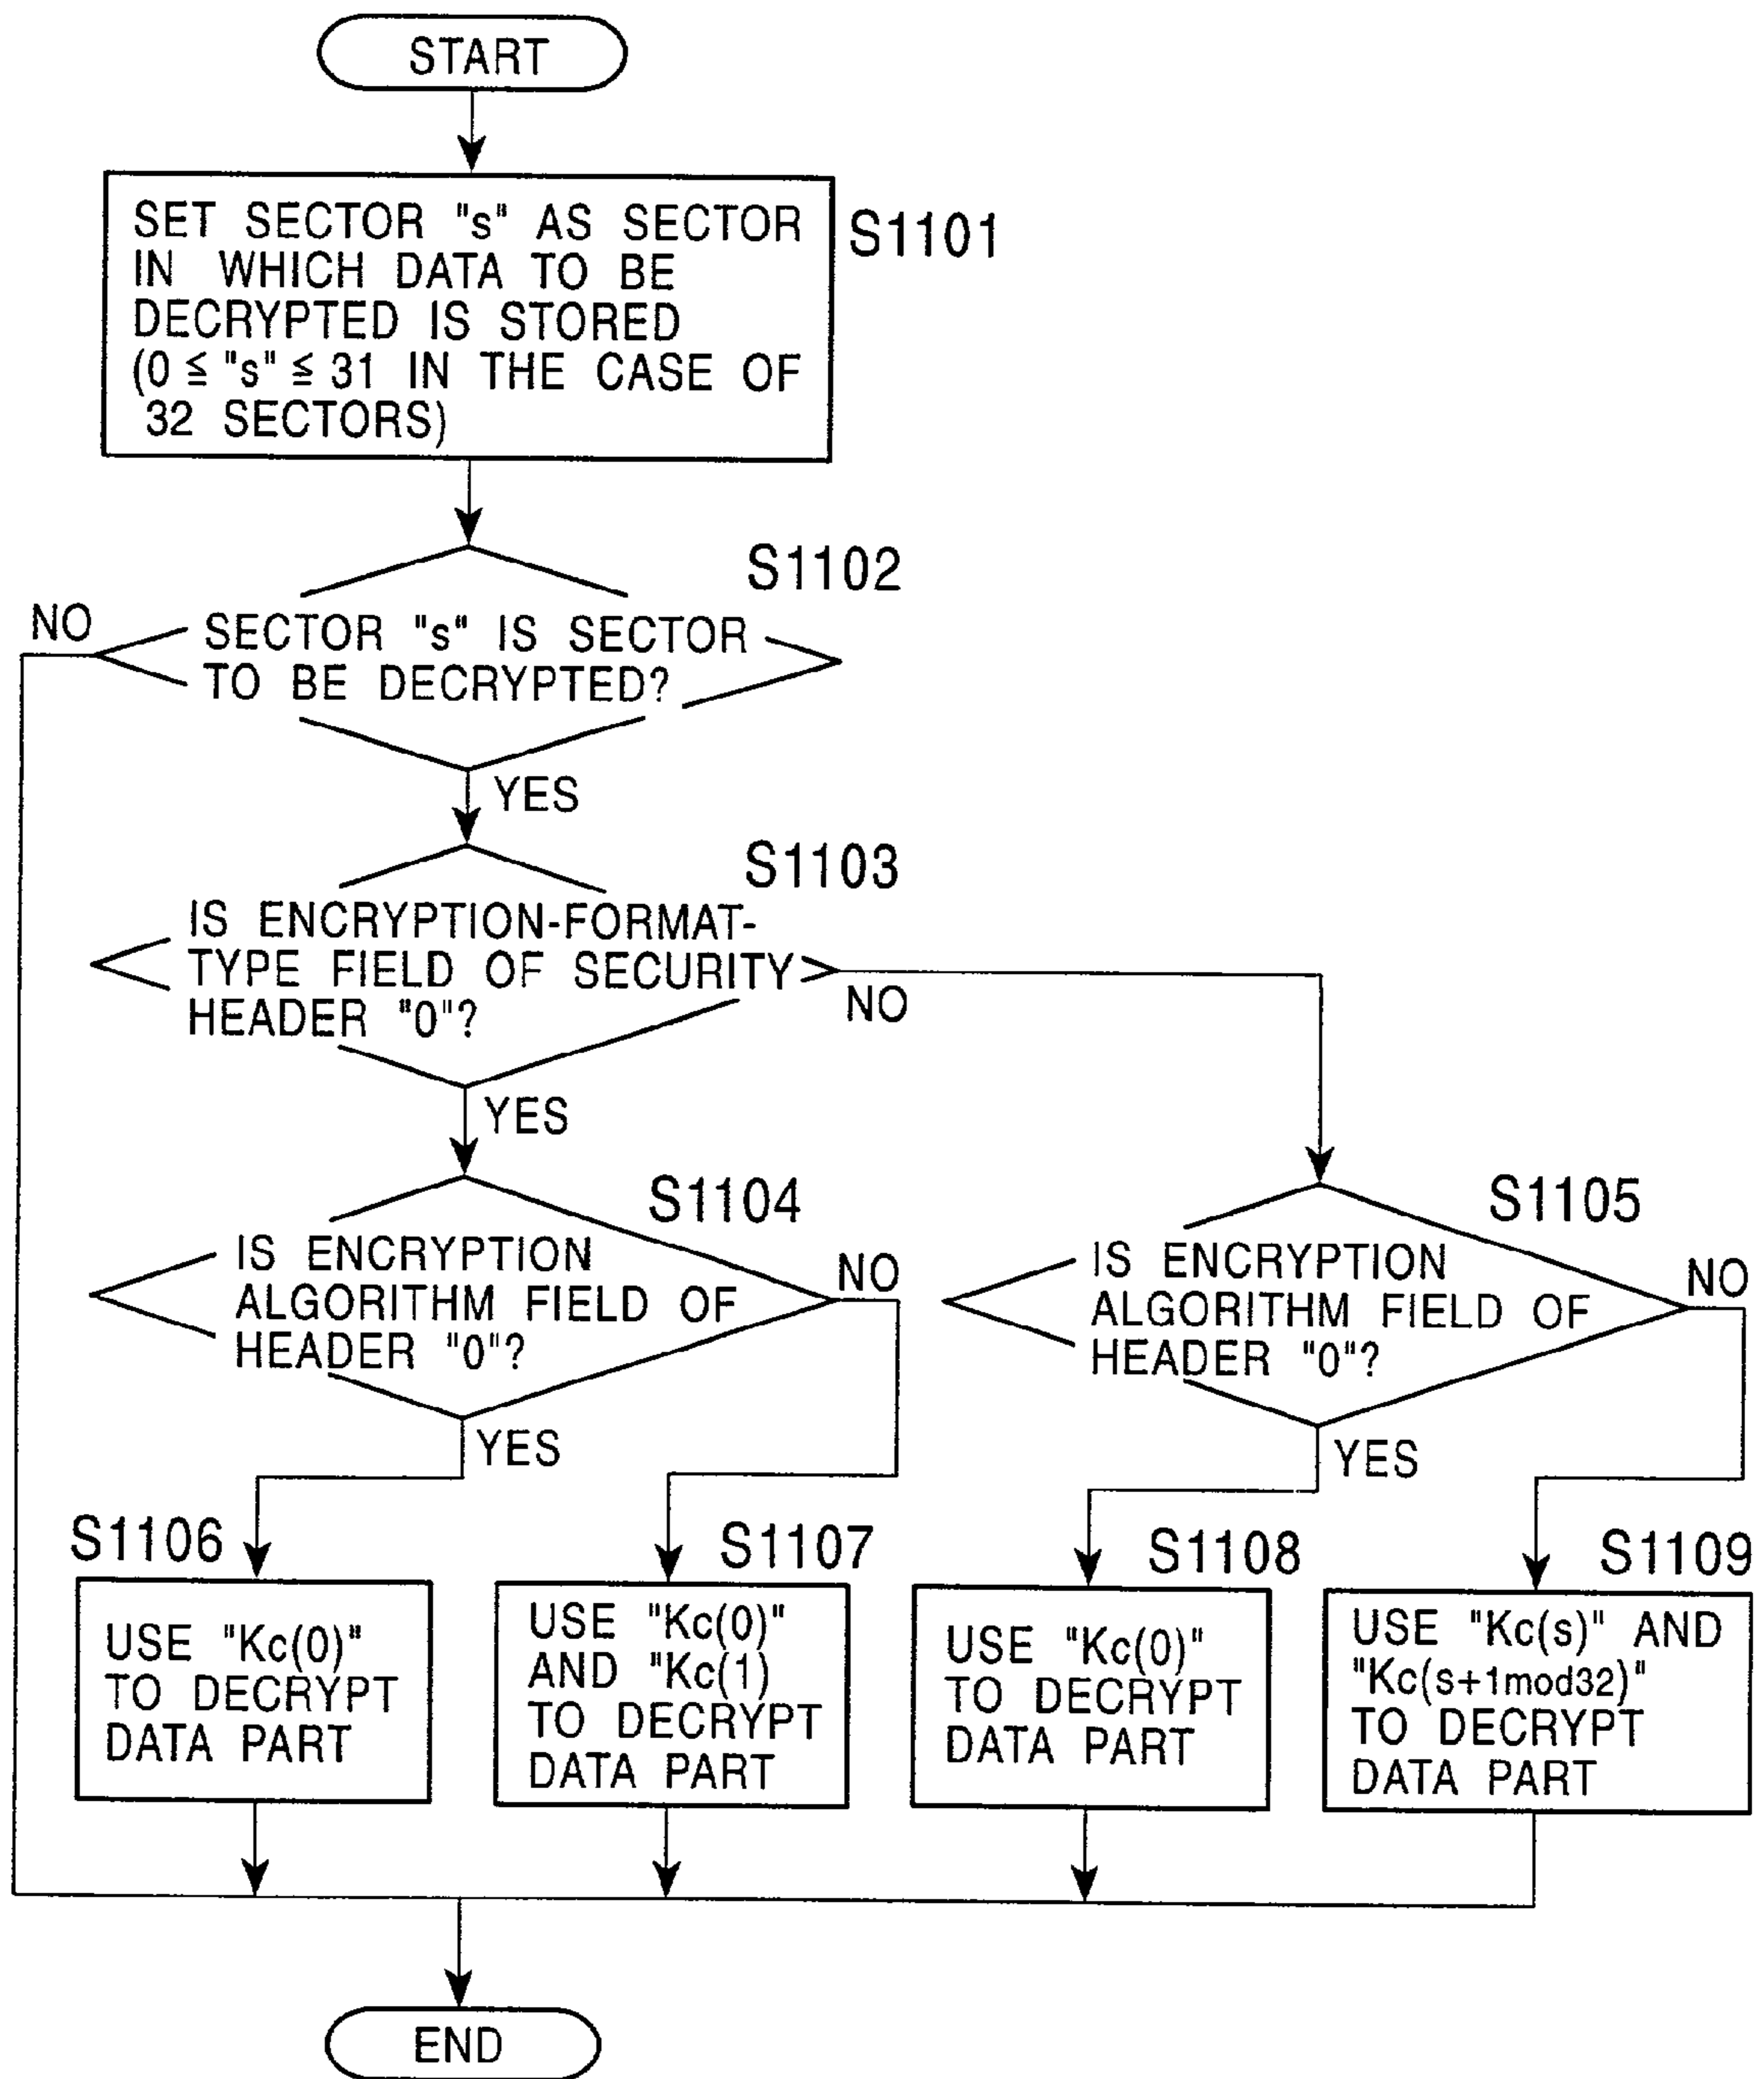 START
SET SECTOR "s" AS SECTOR
IN WHICH DATA TO BE
DECRYPTED IS STORED
(0 ≦ "s" ≦ 31 IN THE CASE OF
32 SECTORS)
S1101
S1102
NO
SECTOR "s" IS SECTOR
TO BE DECRYPTED?
YES
S1103
IS ENCRYPTION-FORMAT-
TYPE FIELD OF SECURITY
HEADER "0"?
NO
YES
S1104
IS ENCRYPTION
ALGORITHM FIELD OF
HEADER "0"?
NO
YES
S1105
IS ENCRYPTION
ALGORITHM FIELD OF
HEADER "0"?
NO
YES
S1106
USE "Kc(0)"
TO DECRYPT
DATA PART
S1107
USE "Kc(0)"
AND "Kc(1)
TO DECRYPT
DATA PART
S1108
USE "Kc(0)"
TO DECRYPT
DATA PART
S1109
USE "Kc(s)" AND
"Kc(s+1mod32)"
TO DECRYPT
DATA PART
END